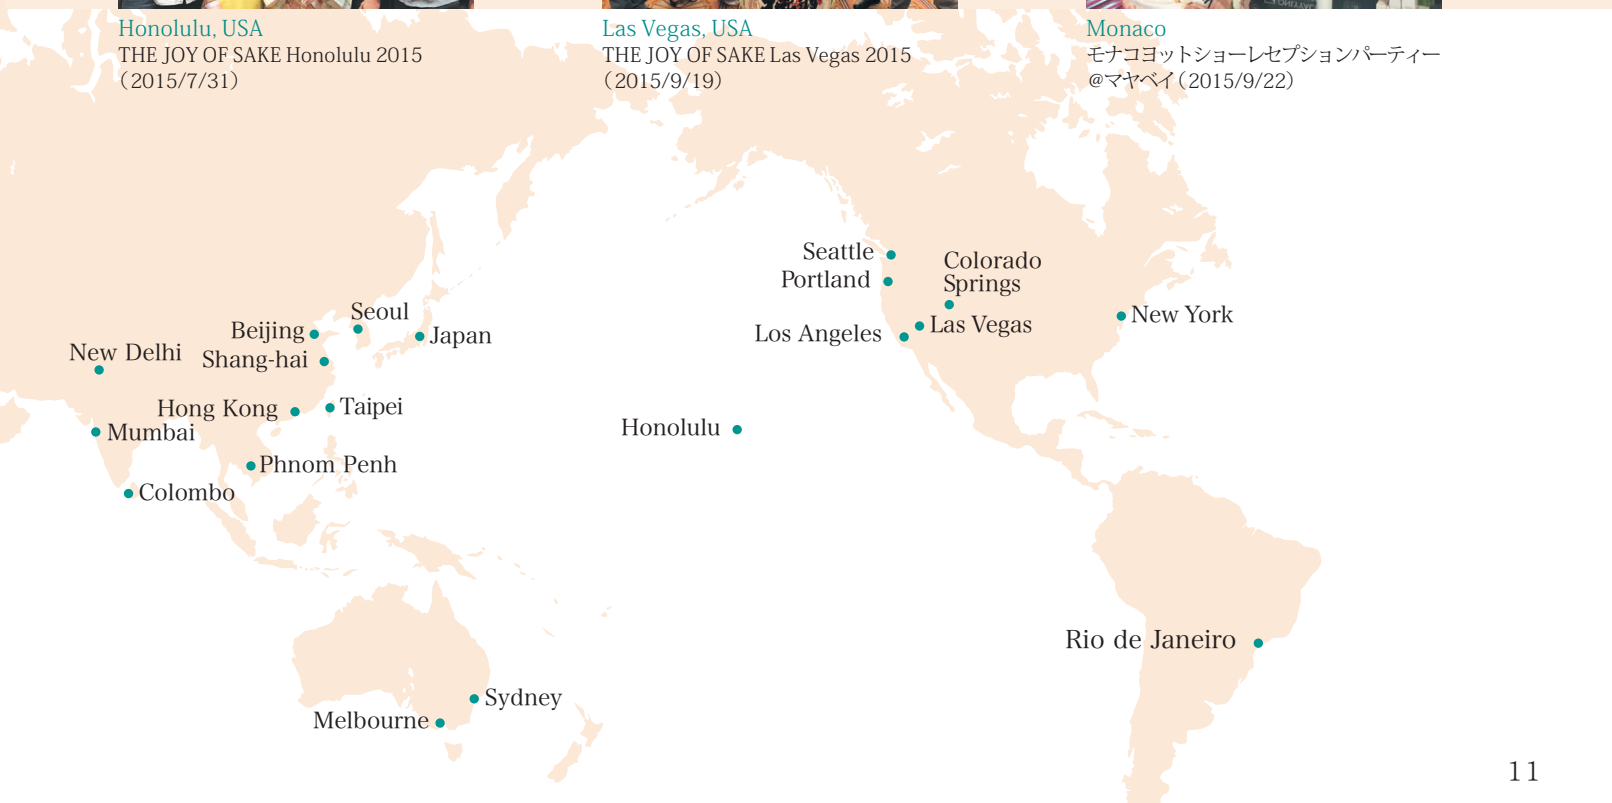 Honolulu, USA
THE JOY OF SAKE Honolulu 2015
（2015/7/31）
Las Vegas, USA
THE JOY OF SAKE Las Vegas 2015
（2015/9/19）
Monaco
モナコヨットショーレセプションパーティー
@マヤベイ（2015/9/22）
Seattle
Portland
Colorado
Springs
Los Angeles
Las Vegas
New York
Seoul
Beijing
Japan
New Delhi
Shang-hai
Hong Kong
Taipei
Mumbai
Honolulu
Phnom Penh
Colombo
Rio de Janeiro
Sydney
Melbourne
11